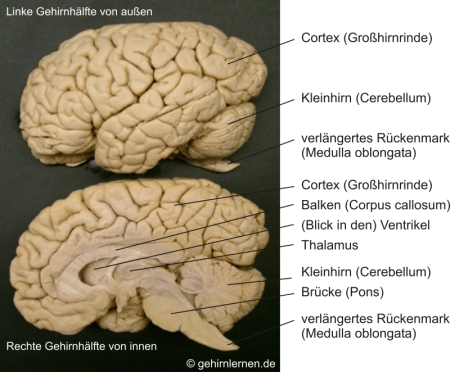 Linke Gehirnhälfte von außen
Cortex (Großhirnrinde)
Kleinhirn (Cerebellum)
verlängertes Rückenmark
(Medulla oblongata)
Cortex (Großhirnrinde)
Balken (Corpus callosum)
(Blick in den) Ventrikel
Thalamus
Kleinhirn (Cerebellum)
Brücke (Pons)
verlängertes Rückenmark
(Medulla oblongata)
Rechte Gehirnhälfte von innen
© gehirnlernen.de